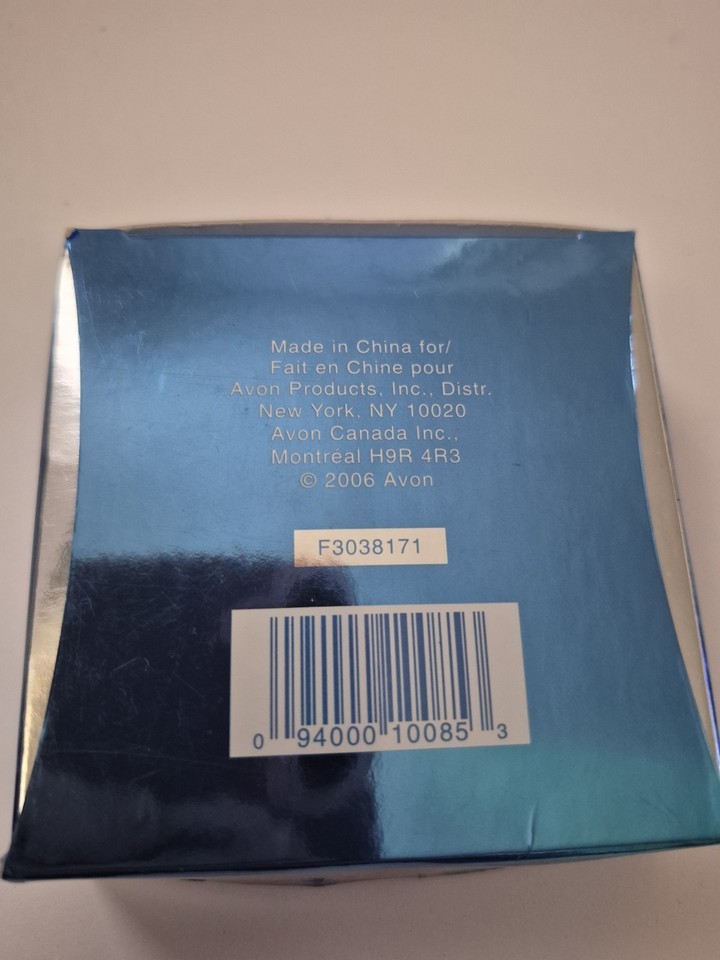 Made in China for/
Fait en Chine pour
Avon Products, Inc., Distr.
New York, NY 10020
Avon Canada Inc.,
Montréal H9R 4R3
© 2006 Avon
F3038171
0 94000 10085 3